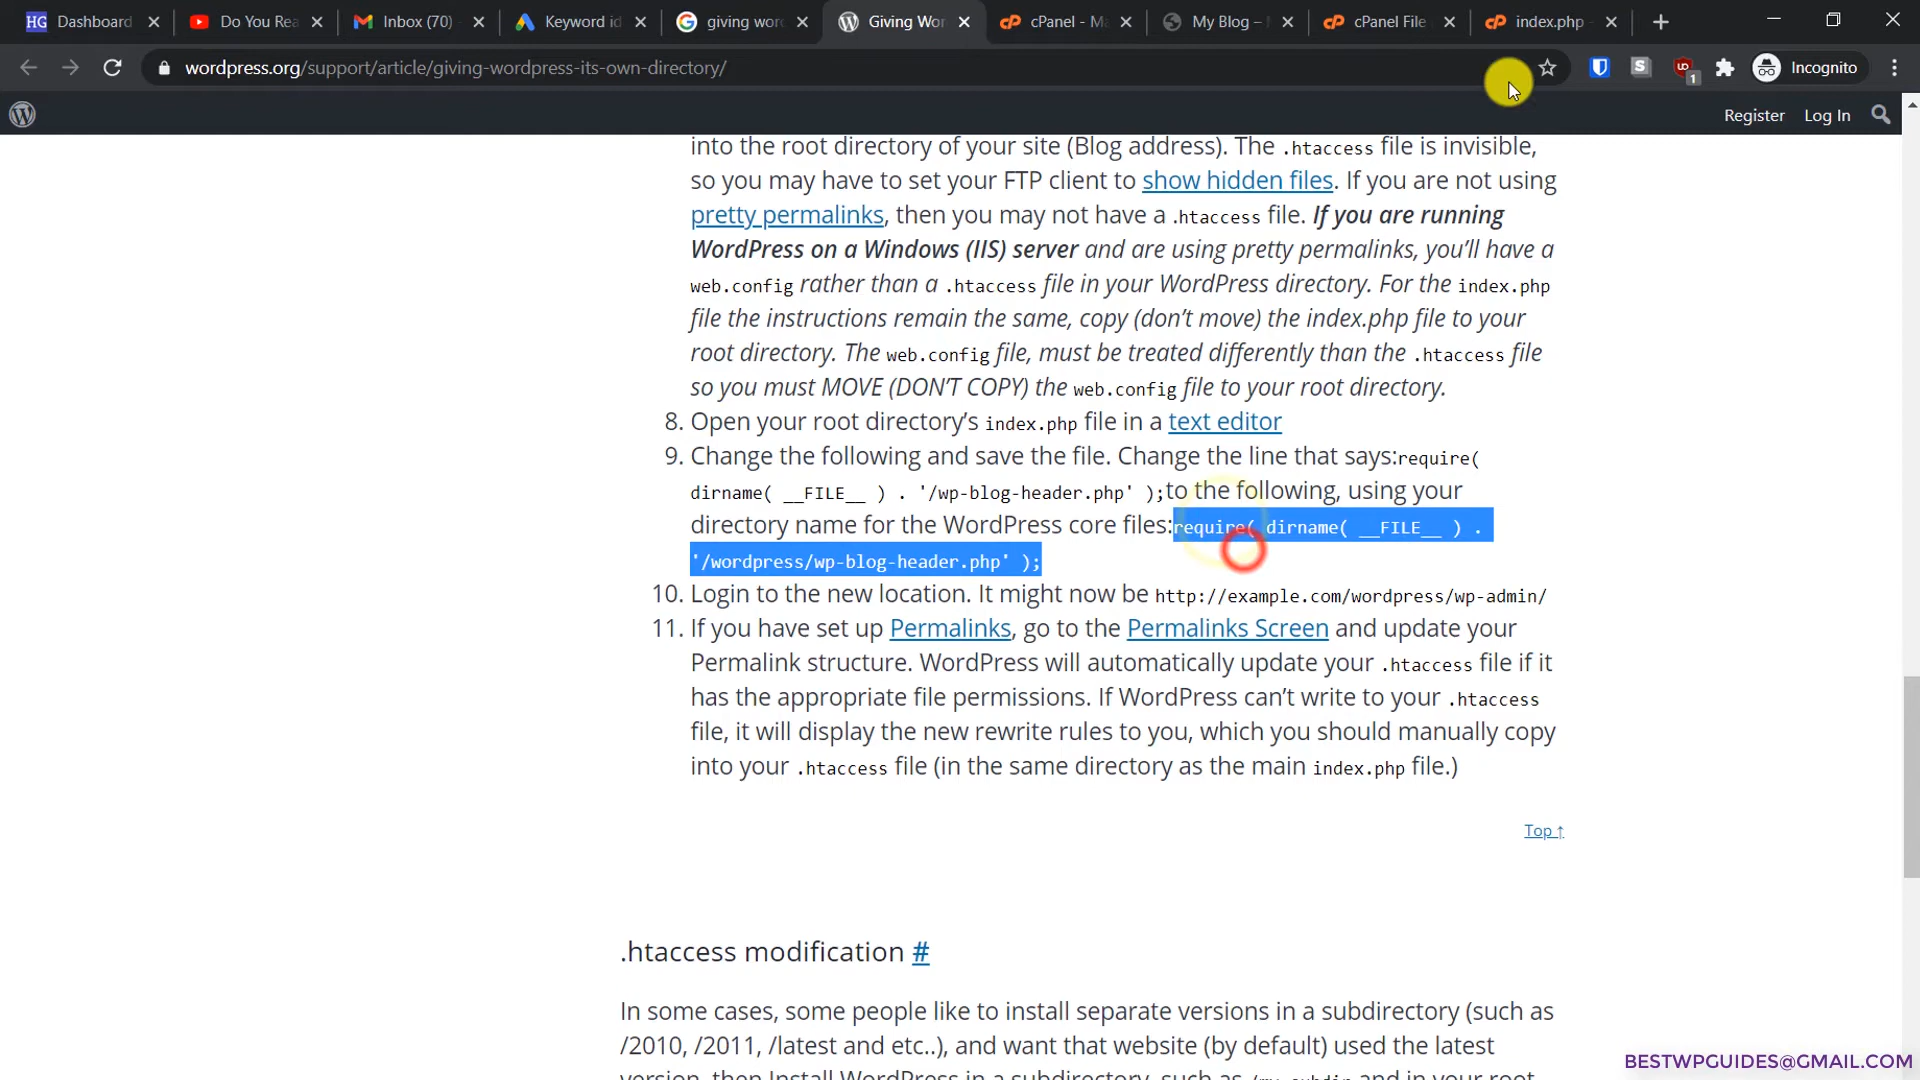 HG Dashboard
Do You Rea
Inbox (70)
Keyword id
giving wor
Giving Wor
cPanel - M
My Blog –
cPanel File
index.php
wordpress.org/support/article/giving-wordpress-its-own-directory/
1
Incognito
Register Log In
into the root directory of your site (Blog address). The .htaccess file is invisible,
so you may have to set your FTP client to show hidden files. If you are not using
pretty permalinks, then you may not have a .htaccess file. If you are running
WordPress on a Windows (IIS) server and are using pretty permalinks, you’ll have a
web.config rather than a .htaccess file in your WordPress directory. For the index.php
file the instructions remain the same, copy (don’t move) the index.php file to your
root directory. The web.config file, must be treated differently than the .htaccess file
so you must MOVE (DON’T COPY) the web.config file to your root directory.
8. Open your root directory’s index.php file in a text editor
9. Change the following and save the file. Change the line that says:require(
dirname( __FILE__ ) . '/wp-blog-header.php' );to the following, using your
directory name for the WordPress core files:require( dirname( __FILE__ ) .
'/wordpress/wp-blog-header.php' );
10. Login to the new location. It might now be http://example.com/wordpress/wp-admin/
11. If you have set up Permalinks, go to the Permalinks Screen and update your
Permalink structure. WordPress will automatically update your .htaccess file if it
has the appropriate file permissions. If WordPress can’t write to your .htaccess
file, it will display the new rewrite rules to you, which you should manually copy
into your .htaccess file (in the same directory as the main index.php file.)
Top ↑
.htaccess modification #
In some cases, some people like to install separate versions in a subdirectory (such as
/2010, /2011, /latest and etc..), and want that website (by default) used the latest
version, then Install WordPress in a subdirectory, such as /my_subdir and in your root
BESTWPGUIDES@GMAIL.COM